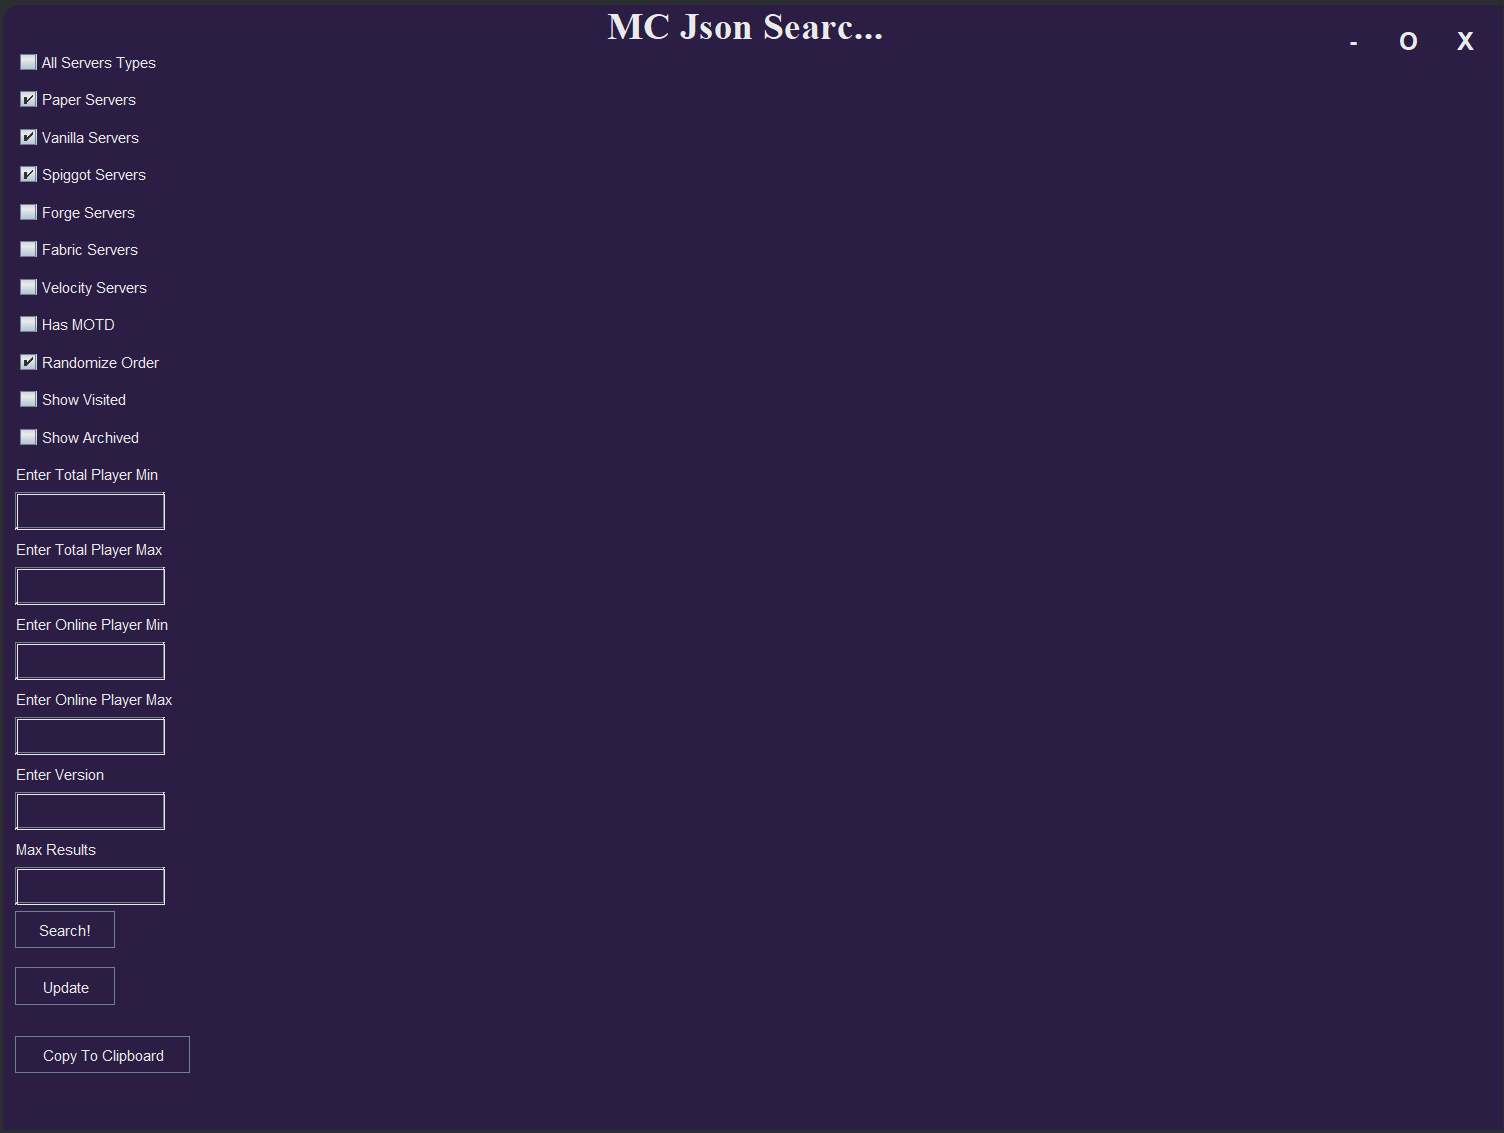 MC Json Searc...
- O X
All Servers Types
Paper Servers
Vanilla Servers
Spiggot Servers
Forge Servers
Fabric Servers
Velocity Servers
Has MOTD
Randomize Order
Show Visited
Show Archived
Enter Total Player Min
Enter Total Player Max
Enter Online Player Min
Enter Online Player Max
Enter Version
Max Results
Search!
Update
Copy To Clipboard